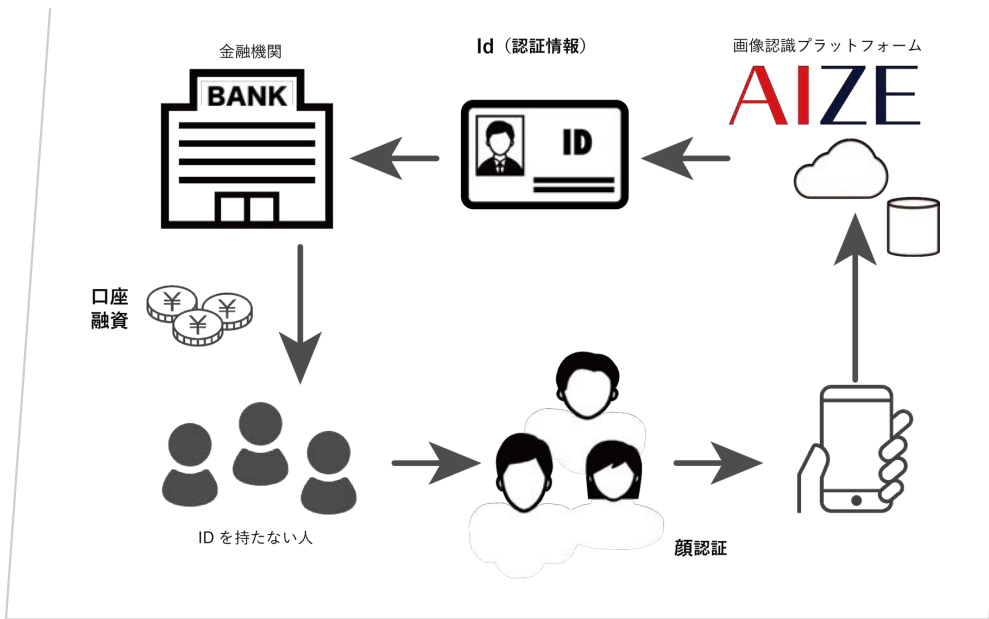 金融機関
BANK
Id（認証情報）
ID
画像認識プラットフォーム
AIZE
口座
融資
¥
¥
¥
IDを持たない人
顔認証